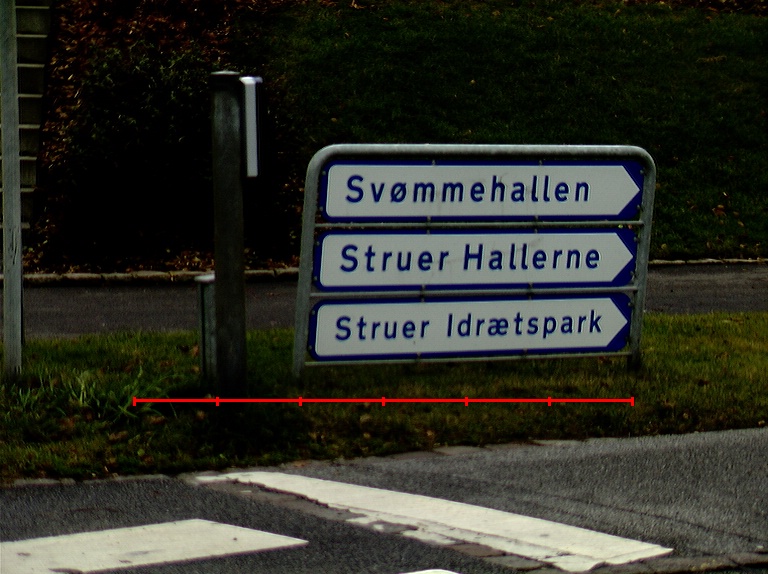 Svømmehallen
Struer Hallerne
Struer Idrætspark